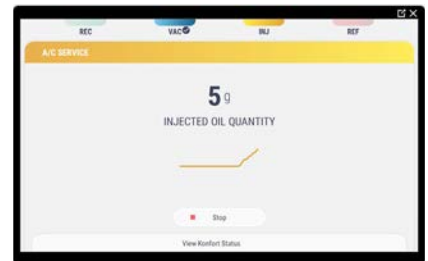 REC VAC INJ REF
A/C SERVICE
5 g
INJECTED OIL QUANTITY
Stop
View Konfort Status